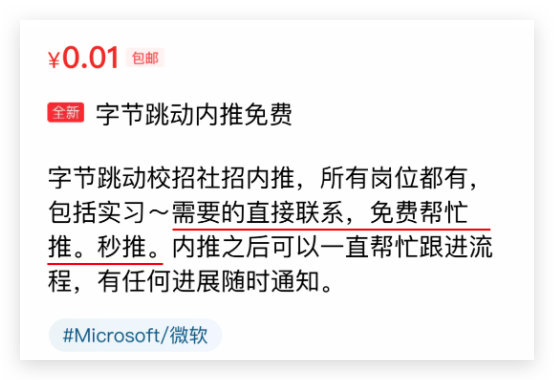 ¥0.01 包邮
全新 字节跳动内推免费
字节跳动校招社招内推，所有岗位都有，
包括实习～需要的直接联系，免费帮忙
推。秒推。内推之后可以一直帮忙跟进流
程，有任何进展随时通知。
#Microsoft/微软